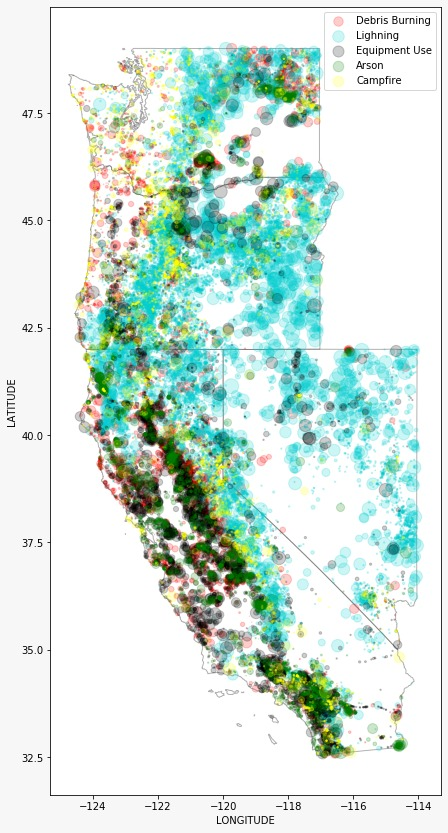 Debris Burning
Lighning
Equipment Use
Arson
Campfire
47.5
45.0
42.5
40.0
37.5
35.0
32.5
LATITUDE
−124
−122
−120
−118
−116
−114
LONGITUDE